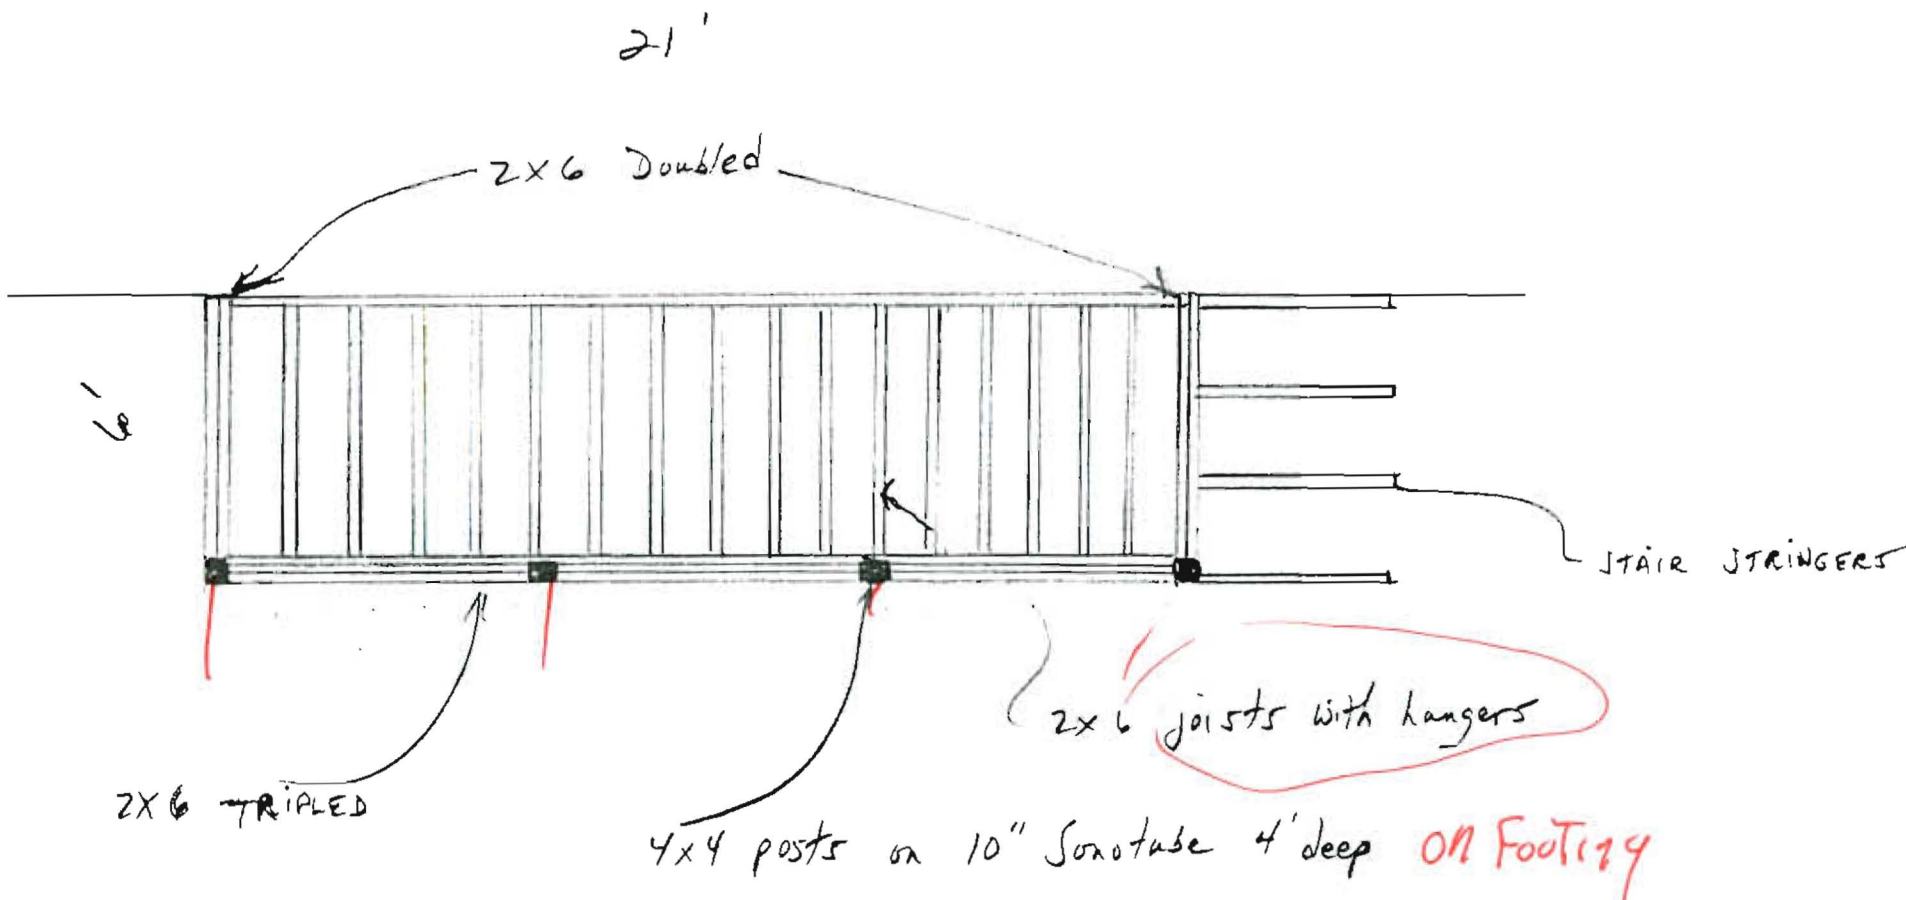 21'
2x6 Doubled
6'
STAIR STRINGERS
2x6 joists with hangers
2X6 TRIPLED
4x4 posts on 10" Sonotube 4' deep ON FOOTING